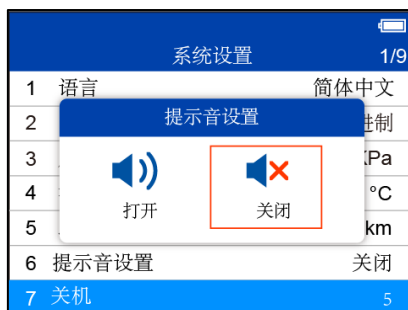 系统设置 1/9
1 语言 简体中文
提示音设置
2 进制
3 KPa
打开 关闭
4 °C
5 km
6 提示音设置 关闭
7 关机 5